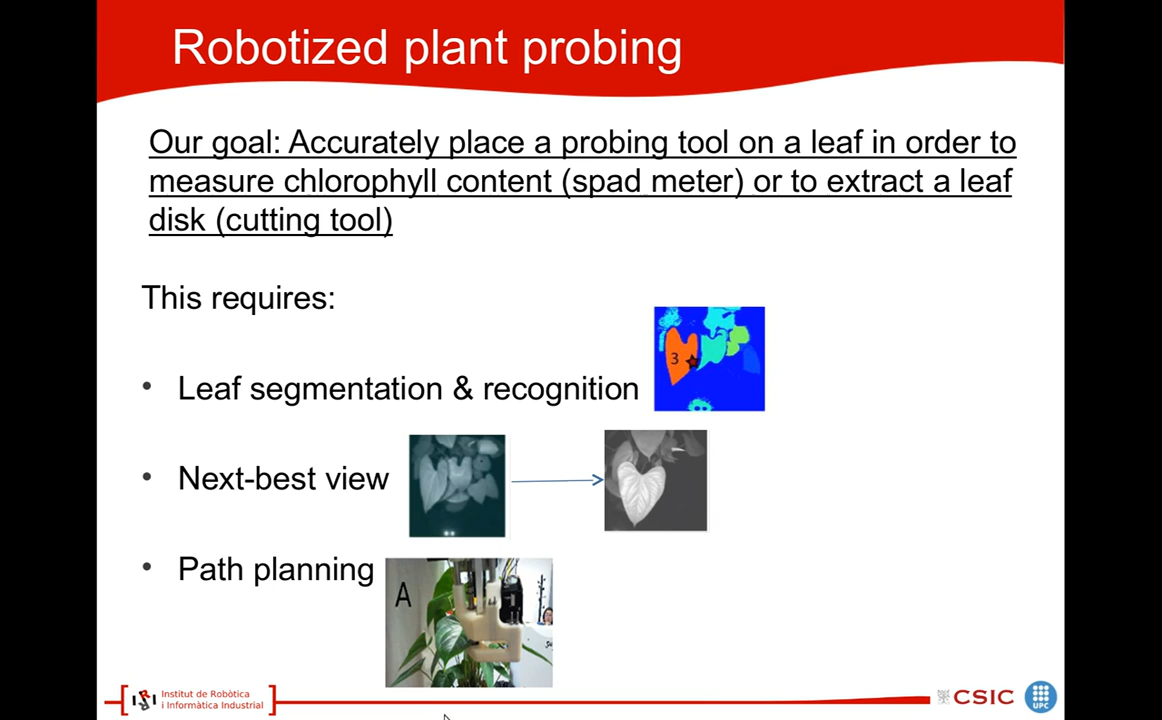 Robotized plant probing
Our goal: Accurately place a probing tool on a leaf in order to
measure chlorophyll content (spad meter) or to extract a leaf
disk (cutting tool)
This requires:
3
• Leaf segmentation & recognition
• Next-best view
• Path planning
A
IRI
Institut de Robòtica
i Informàtica Industrial
CSIC
UPC